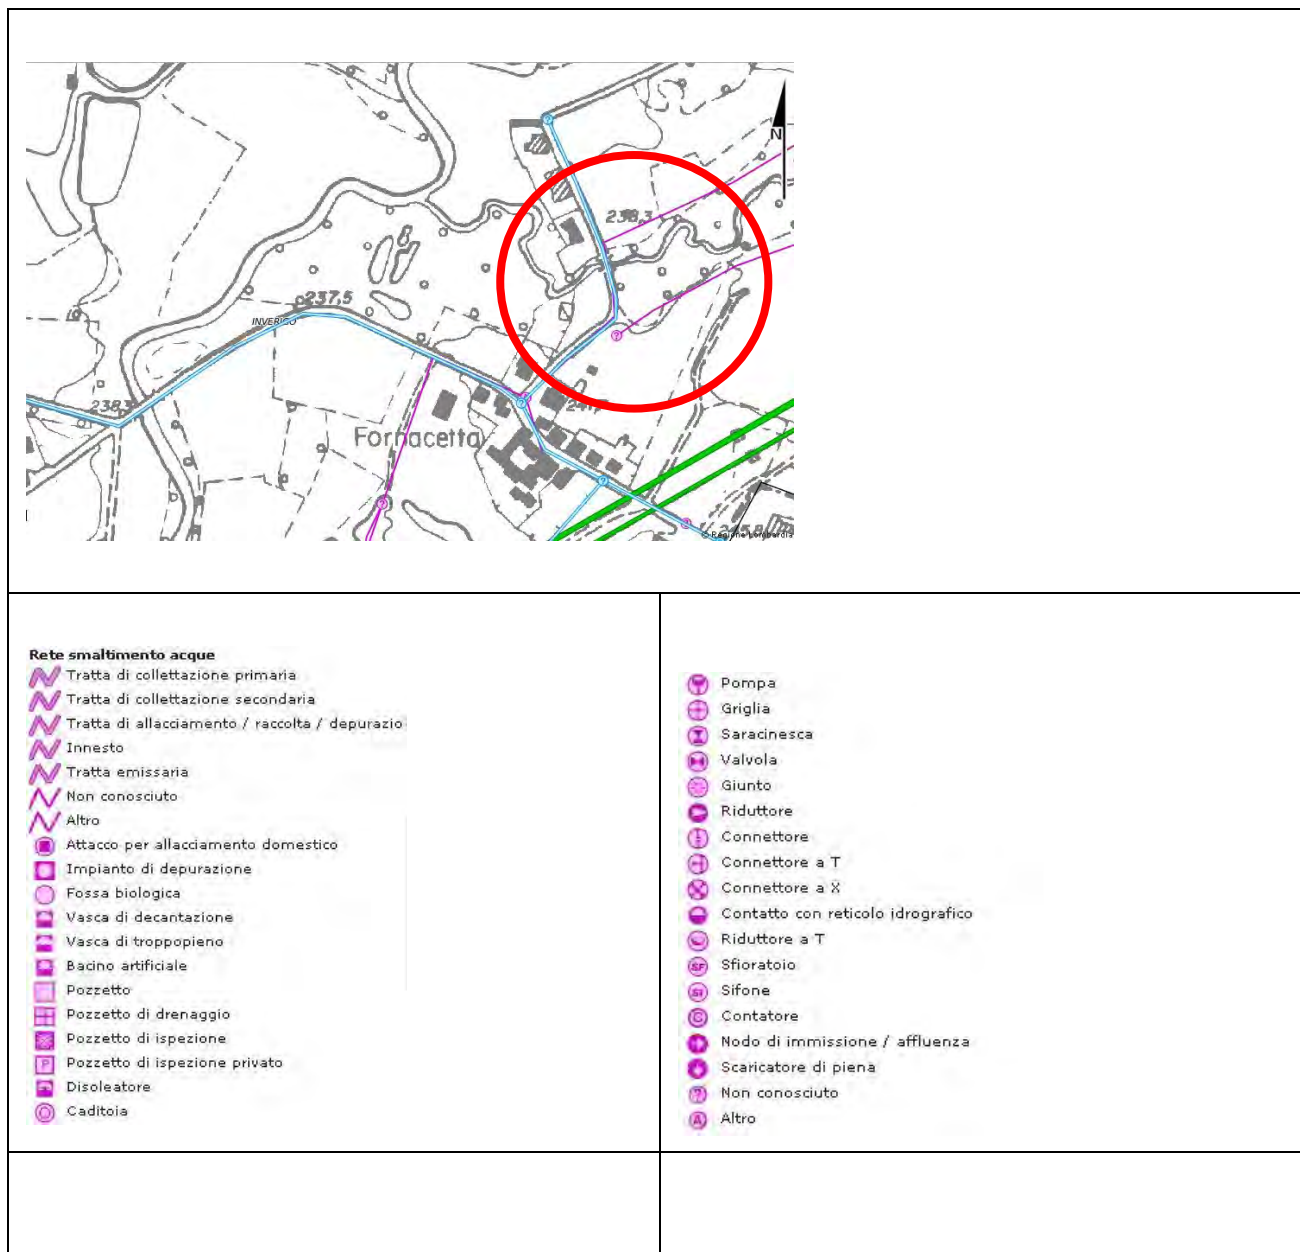 N
238,3
237,5
INVERIGO
238,3
Fornacetta
© Regione Lombardia
Rete smaltimento acque
Tratta di collettazione primaria
Tratta di collettazione secondaria
Tratta di allacciamento / raccolta / depurazio
Innesto
Tratta emissaria
Non conosciuto
Altro
Attacco per allacciamento domestico
Impianto di depurazione
Fossa biologica
Vasca di decantazione
Vasca di troppopieno
Bacino artificiale
Pozzetto
Pozzetto di drenaggio
Pozzetto di ispezione
P Pozzetto di ispezione privato
Disoleatore
Caditoia
Pompa
Griglia
Saracinesca
Valvola
Giunto
Riduttore
Connettore
Connettore a T
Connettore a X
Contatto con reticolo idrografico
Riduttore a T
SF Sfioratoio
SI Sifone
C Contatore
Nodo di immissione / affluenza
Scaricatore di piena
? Non conosciuto
A Altro